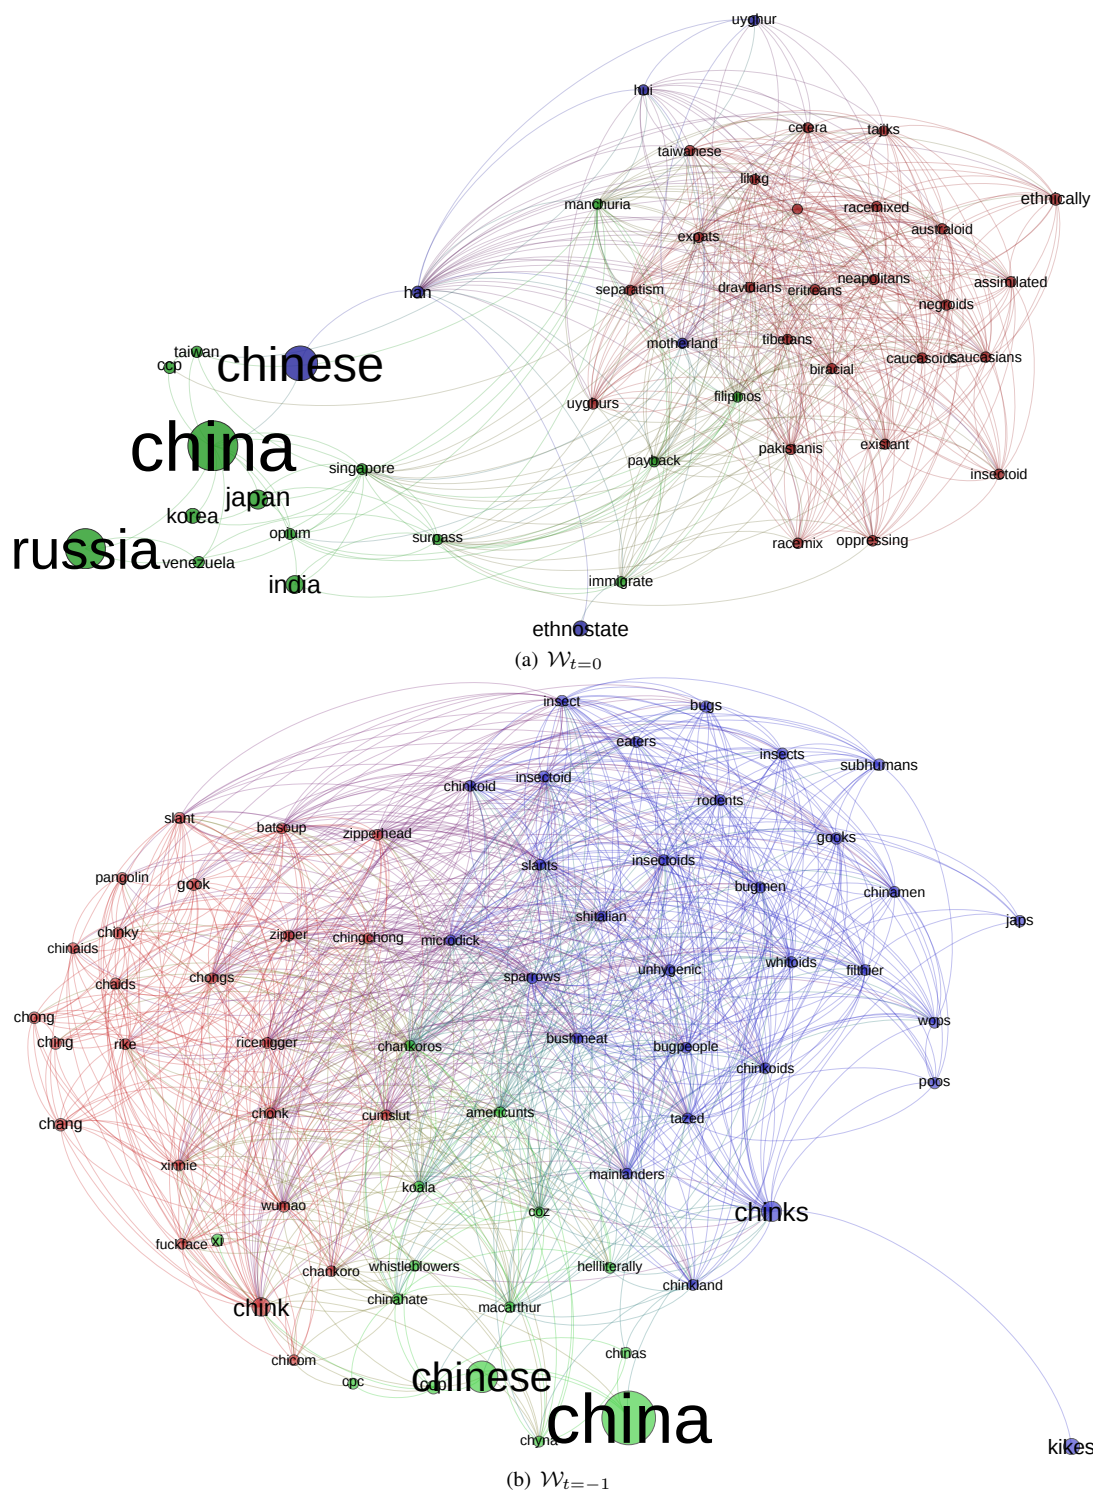 uyghur
hui
cetera
tajiks
taiwanese
lihkg
ethnically
manchuria
racemixed
australoid
expats
separatism
dravidians
eritreans
neapolitans
assimilated
han
negroids
motherland
tibetans
taiwan
chinese
ccp
biracial
caucasoids
caucasians
uyghurs
filipinos
china
pakistanis
existant
singapore
payback
insectoid
japan
korea
opium
surpass
racemix
oppressing
russia
venezuela
india
immigrate
ethnostate
(a) 𝒲t=0
insect
bugs
eaters
insects
subhumans
chinkoid
insectoid
rodents
slant
batsoup
zipperhead
gooks
slants
insectoids
pangolin
gook
bugmen
chinamen
shitalian
japs
chinky
chinaids
zipper
chingchong
microdick
chaids
chongs
sparrows
unhygenic
whitoids
filthier
chong
ching
rike
ricenigger
chankoros
bushmeat
bugpeople
wops
chinkoids
poos
chang
chonk
cumslut
americunts
tazed
xinnie
koala
mainlanders
wumao
coz
chinks
fuckface
xi
chankoro
whistleblowers
hellliterally
chinkland
chink
chinahate
macarthur
chicom
chinas
cpc
ccp
chinese
china
chyna
kikes
(b) 𝒲t=−1